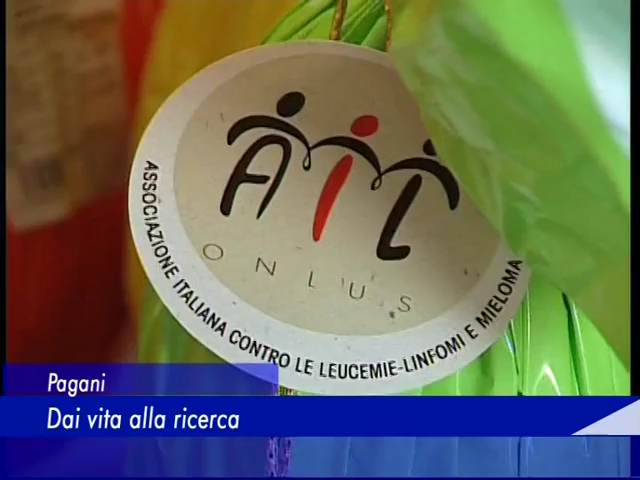 AIL
ONLUS
ASSOCIAZIONE ITALIANA CONTRO LE LEUCEMIE-LINFOMI E MIELOMA
Pagani
Dai vita alla ricerca